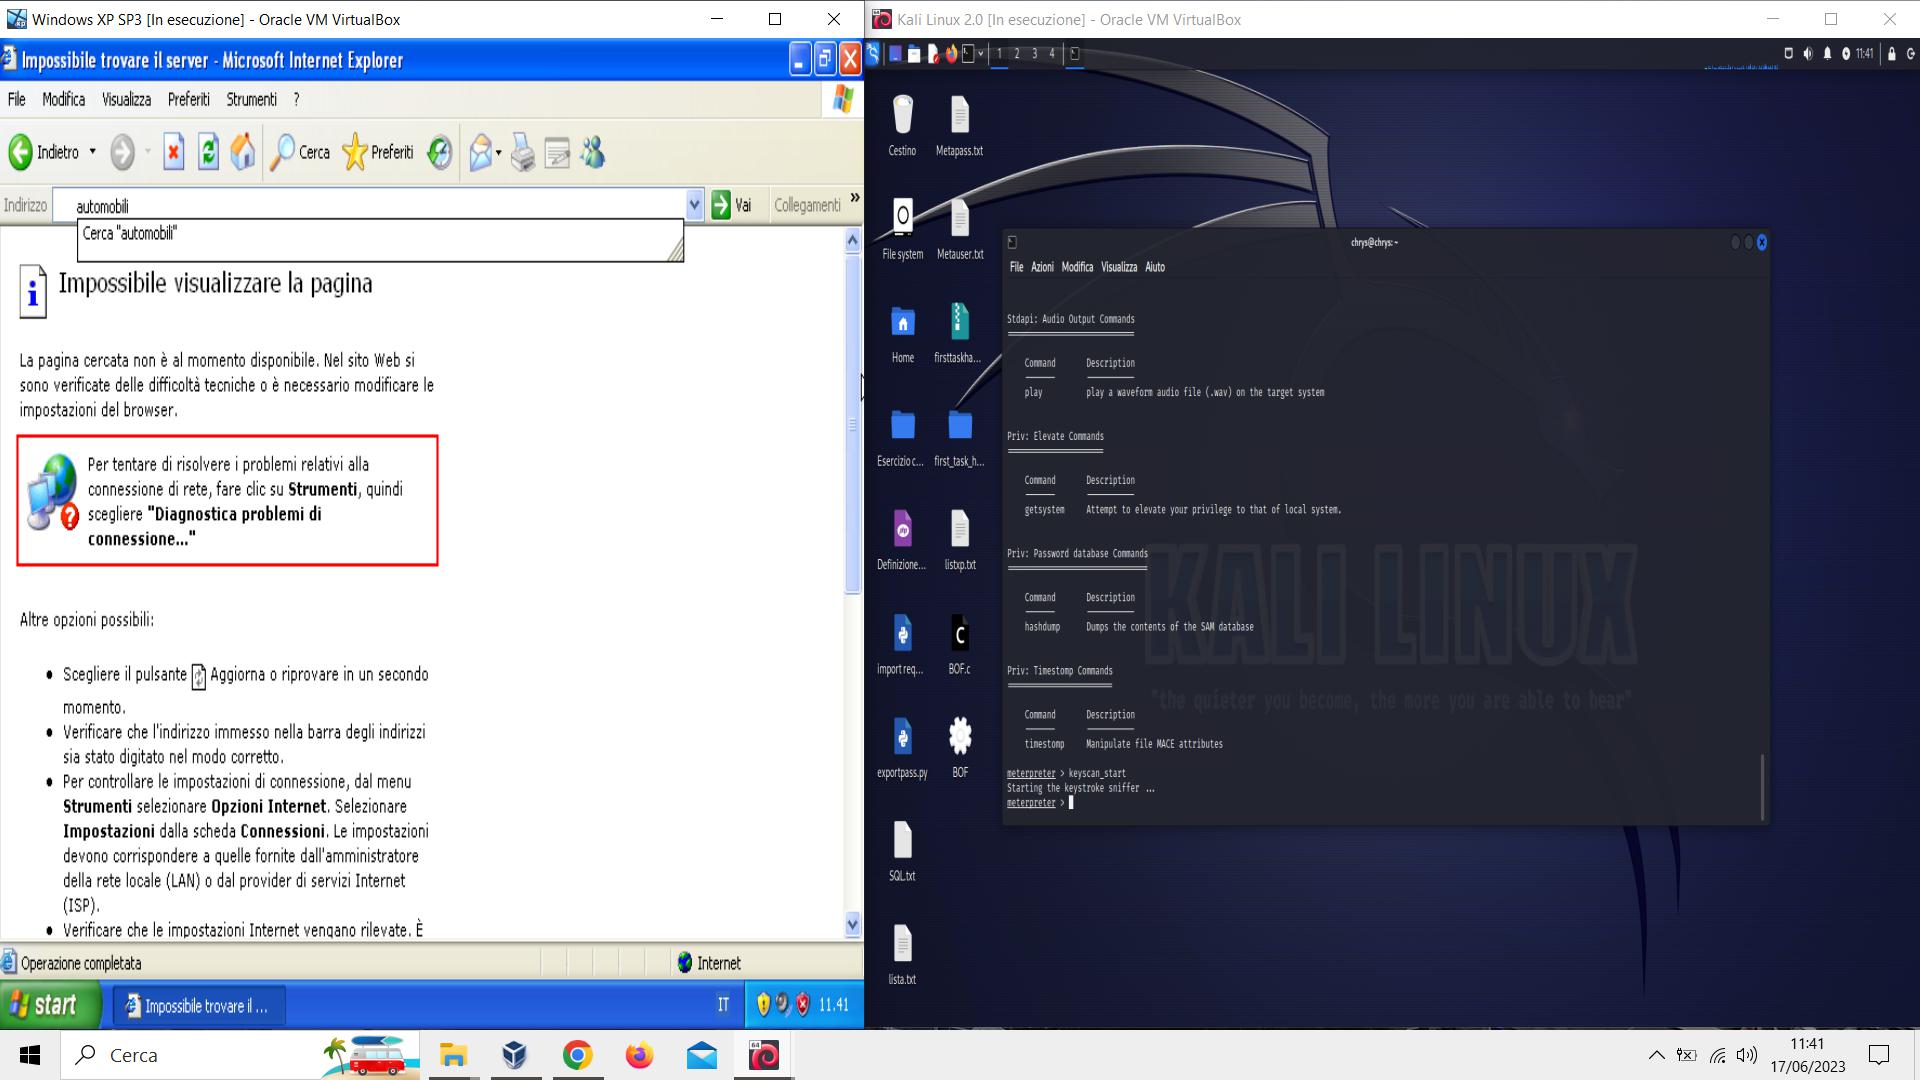 Windows XP SP3 [In esecuzione] - Oracle VM VirtualBox
Impossibile trovare il server - Microsoft Internet Explorer
File Modifica Visualizza Preferiti Strumenti ?
Indietro Cerca Preferiti
Indirizzo automobili Vai Collegamenti »
Cerca "automobili"
Impossibile visualizzare la pagina
La pagina cercata non è al momento disponibile. Nel sito Web si
sono verificate delle difficoltà tecniche o è necessario modificare le
impostazioni del browser.
Per tentare di risolvere i problemi relativi alla
connessione di rete, fare clic su Strumenti, quindi
scegliere "Diagnostica problemi di
connessione..."
Altre opzioni possibili:
• Scegliere il pulsante Aggiorna o riprovare in un secondo
momento.
• Verificare che l'indirizzo immesso nella barra degli indirizzi
sia stato digitato nel modo corretto.
• Per controllare le impostazioni di connessione, dal menu
Strumenti selezionare Opzioni Internet. Selezionare
Impostazioni dalla scheda Connessioni. Le impostazioni
devono corrispondere a quelle fornite dall'amministratore
della rete locale (LAN) o dal provider di servizi Internet
(ISP).
• Verificare che le impostazioni Internet vengano rilevate. È
Operazione completata Internet
start Impossibile trovare il ... IT 11.41
Kali Linux 2.0 [In esecuzione] - Oracle VM VirtualBox
1 2 3 4 11:41
Cestino Metapass.txt
File system Metauser.txt
Home firsttaskha...
Esercizio c... first_task_h...
Definizione... listxp.txt
import req... BOF.c
exportpass.py BOF
SQL.txt
lista.txt
chrys@chrys: ~
File Azioni Modifica Visualizza Aiuto
Stdapi: Audio Output Commands
Command Description
play play a waveform audio file (.wav) on the target system
Priv: Elevate Commands
Command Description
getsystem Attempt to elevate your privilege to that of local system.
Priv: Password database Commands
Command Description
hashdump Dumps the contents of the SAM database
Priv: Timestomp Commands
Command Description
timestomp Manipulate file MACE attributes
meterpreter > keyscan_start
Starting the keystroke sniffer ...
meterpreter >
KALI LINUX
"the quieter you become, the more you are able to hear"
Cerca
64
11:41
17/06/2023